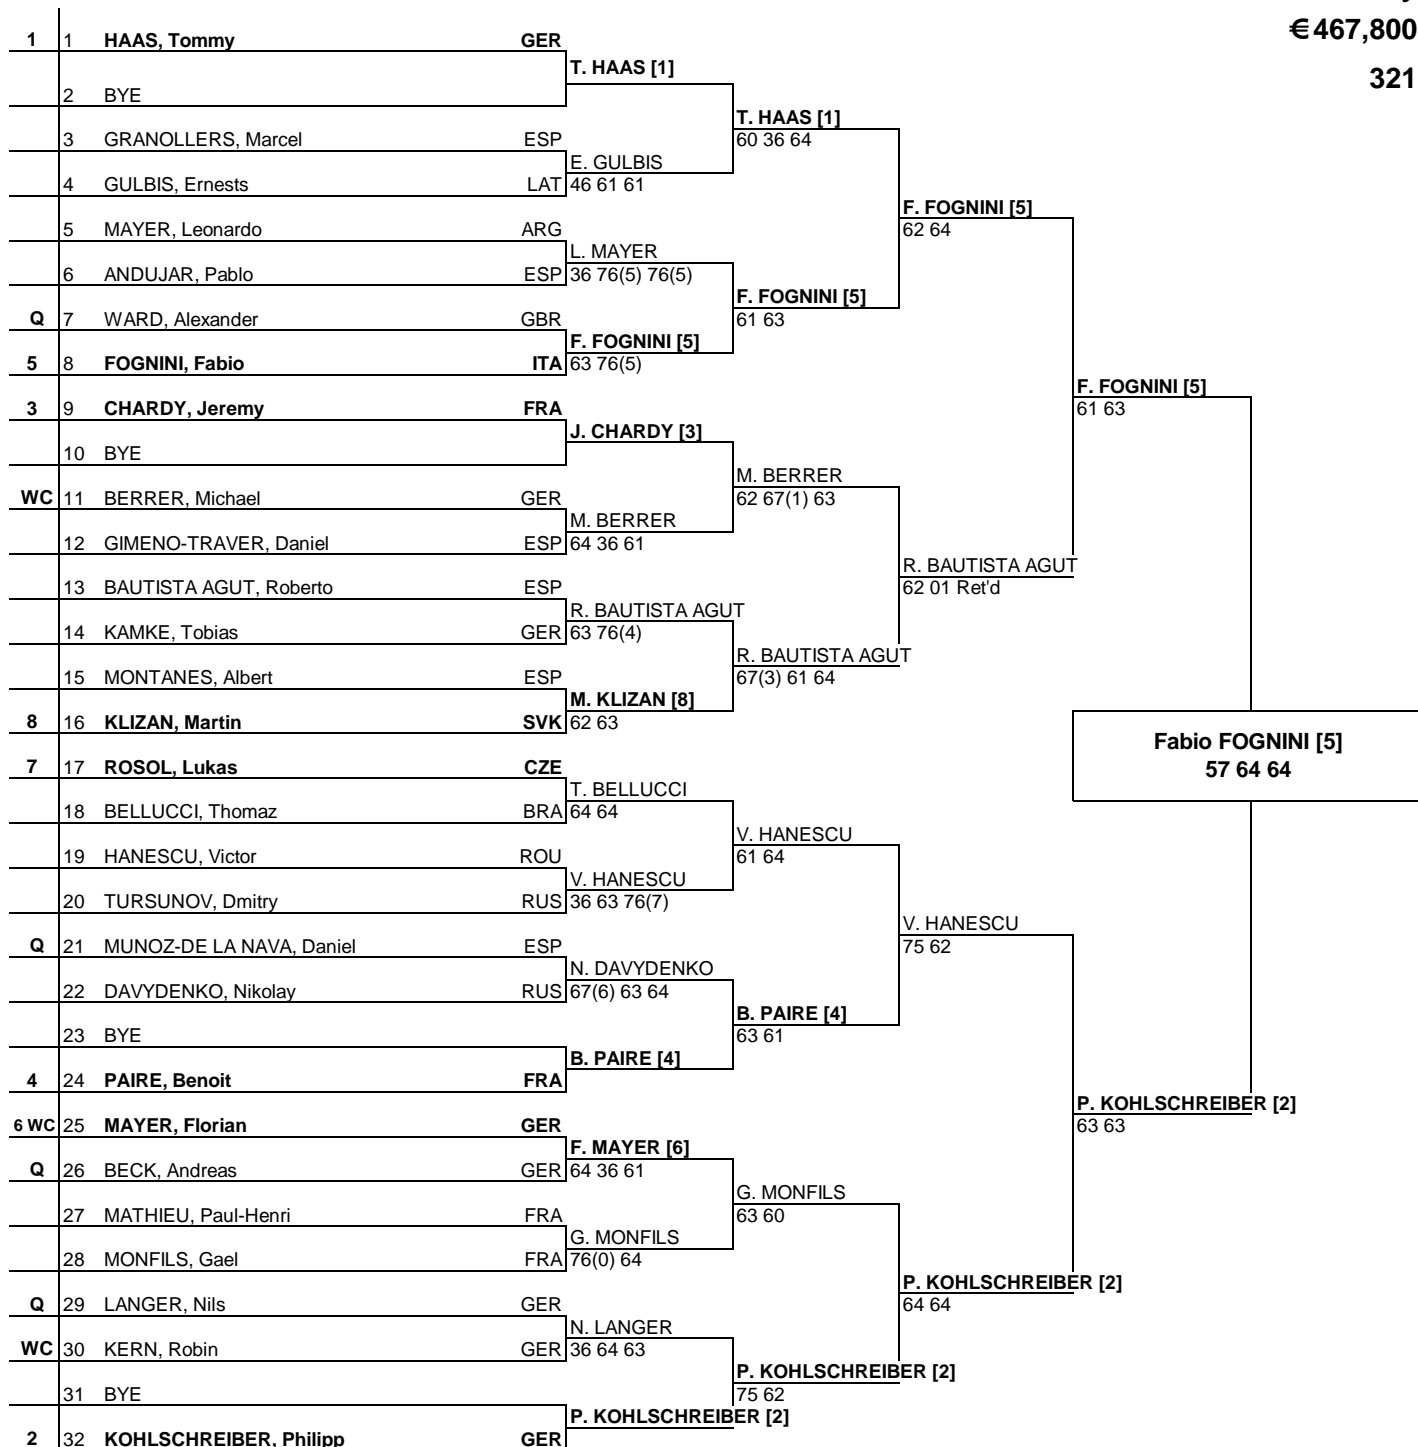 €467,800
321
1 1 HAAS, Tommy GER
T. HAAS [1]
2 BYE
T. HAAS [1]
60 36 64
3 GRANOLLERS, Marcel ESP
E. GULBIS
4 GULBIS, Ernests LAT 46 61 61
F. FOGNINI [5]
62 64
5 MAYER, Leonardo ARG
L. MAYER
6 ANDUJAR, Pablo ESP 36 76(5) 76(5)
F. FOGNINI [5]
61 63
Q 7 WARD, Alexander GBR
F. FOGNINI [5]
5 8 FOGNINI, Fabio ITA 63 76(5)
F. FOGNINI [5]
61 63
3 9 CHARDY, Jeremy FRA
J. CHARDY [3]
10 BYE
M. BERRER
62 67(1) 63
WC 11 BERRER, Michael GER
M. BERRER
12 GIMENO-TRAVER, Daniel ESP 64 36 61
R. BAUTISTA AGUT
62 01 Ret'd
13 BAUTISTA AGUT, Roberto ESP
R. BAUTISTA AGUT
14 KAMKE, Tobias GER 63 76(4)
R. BAUTISTA AGUT
67(3) 61 64
15 MONTANES, Albert ESP
M. KLIZAN [8]
8 16 KLIZAN, Martin SVK 62 63
Fabio FOGNINI [5]
57 64 64
7 17 ROSOL, Lukas CZE
T. BELLUCCI
18 BELLUCCI, Thomaz BRA 64 64
V. HANESCU
61 64
19 HANESCU, Victor ROU
V. HANESCU
20 TURSUNOV, Dmitry RUS 36 63 76(7)
V. HANESCU
75 62
Q 21 MUNOZ-DE LA NAVA, Daniel ESP
N. DAVYDENKO
22 DAVYDENKO, Nikolay RUS 67(6) 63 64
B. PAIRE [4]
63 61
23 BYE
B. PAIRE [4]
4 24 PAIRE, Benoit FRA
P. KOHLSCHREIBER [2]
63 63
6 WC 25 MAYER, Florian GER
F. MAYER [6]
Q 26 BECK, Andreas GER 64 36 61
G. MONFILS
63 60
27 MATHIEU, Paul-Henri FRA
G. MONFILS
28 MONFILS, Gael FRA 76(0) 64
P. KOHLSCHREIBER [2]
64 64
Q 29 LANGER, Nils GER
N. LANGER
WC 30 KERN, Robin GER 36 64 63
P. KOHLSCHREIBER [2]
75 62
31 BYE
P. KOHLSCHREIBER [2]
2 32 KOHLSCHREIBER, Philipp GER